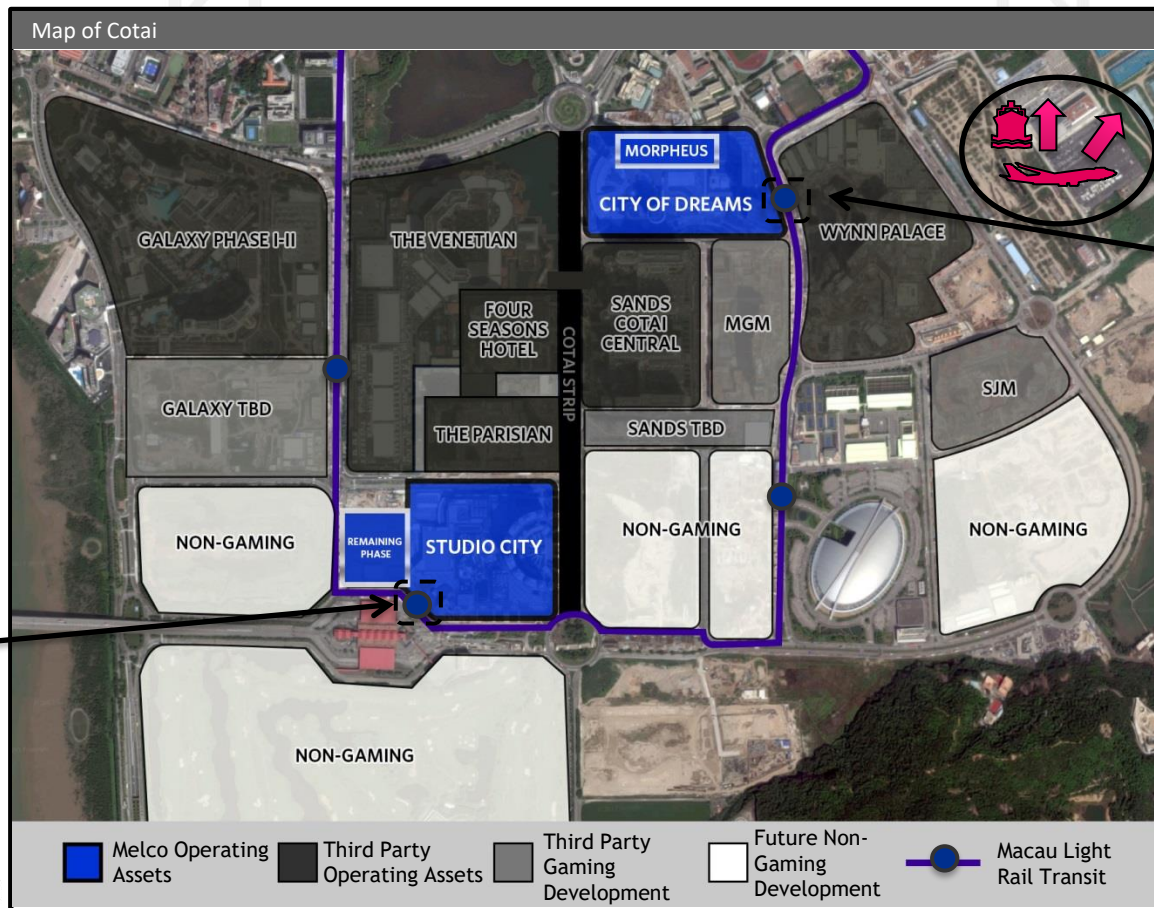 Map of Cotai
MORPHEUS
CITY OF DREAMS
GALAXY PHASE I-II
THE VENETIAN
WYNN PALACE
FOUR
SEASONS
HOTEL
COTAI STRIP
SANDS
COTAI
CENTRAL
MGM
GALAXY TBD
THE PARISIAN
SANDS TBD
SJM
NON-GAMING
REMAINING
PHASE
STUDIO CITY
NON-GAMING
NON-GAMING
NON-GAMING
Melco Operating
Assets
Third Party
Operating Assets
Third Party
Gaming
Development
Future Non-
Gaming
Development
Macau Light
Rail Transit